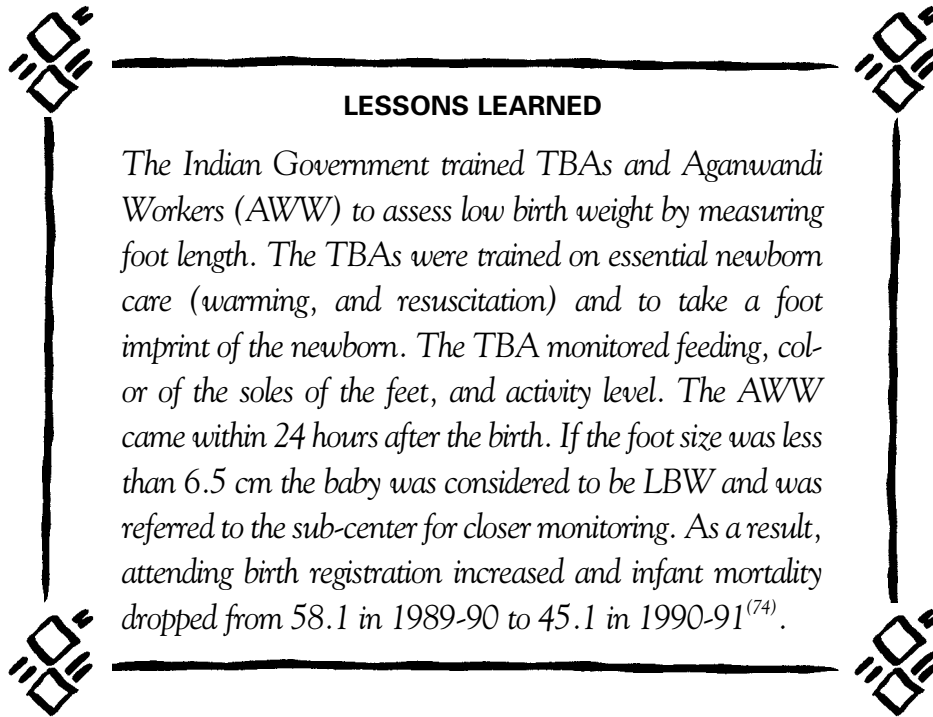 LESSONS LEARNED
The Indian Government trained TBAs and Aganwandi
Workers (AWW) to assess low birth weight by measuring
foot length. The TBAs were trained on essential newborn
care (warming, and resuscitation) and to take a foot
imprint of the newborn. The TBA monitored feeding, col-
or of the soles of the feet, and activity level. The AWW
came within 24 hours after the birth. If the foot size was less
than 6.5 cm the baby was considered to be LBW and was
referred to the sub-center for closer monitoring. As a result,
attending birth registration increased and infant mortality
dropped from 58.1 in 1989-90 to 45.1 in 1990-91(74).